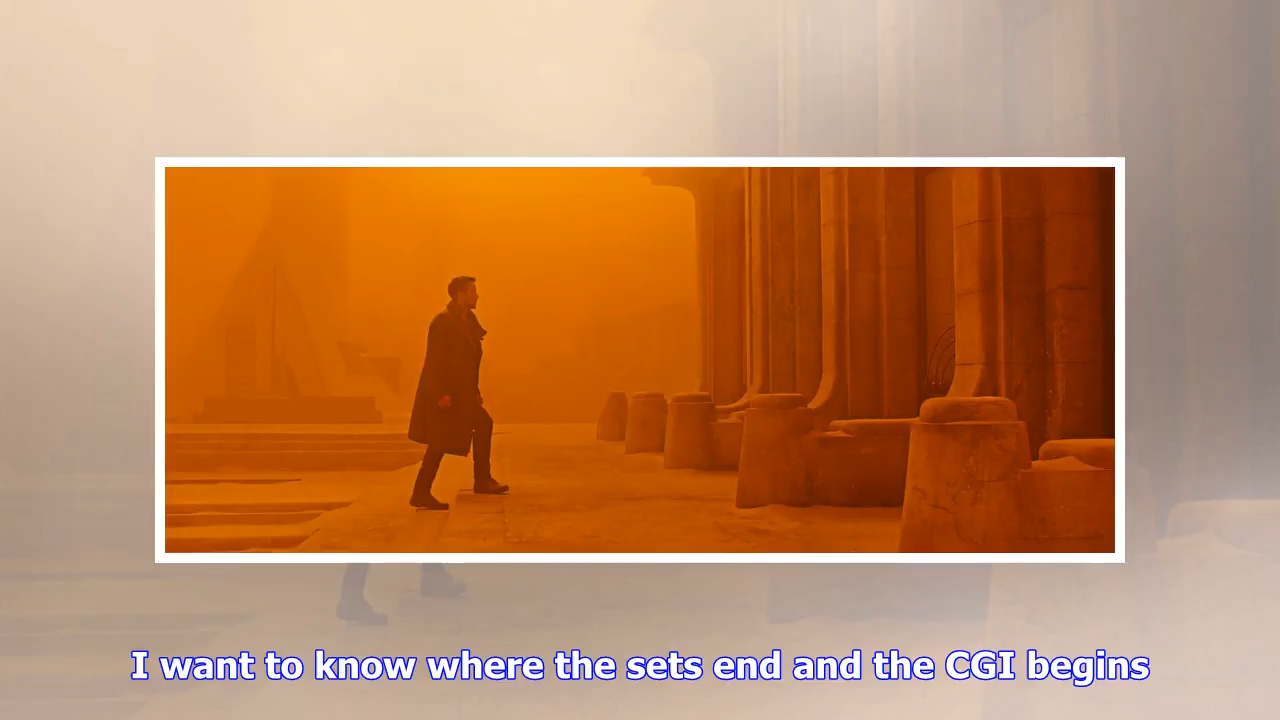 I want to know where the sets end and the CGI begins